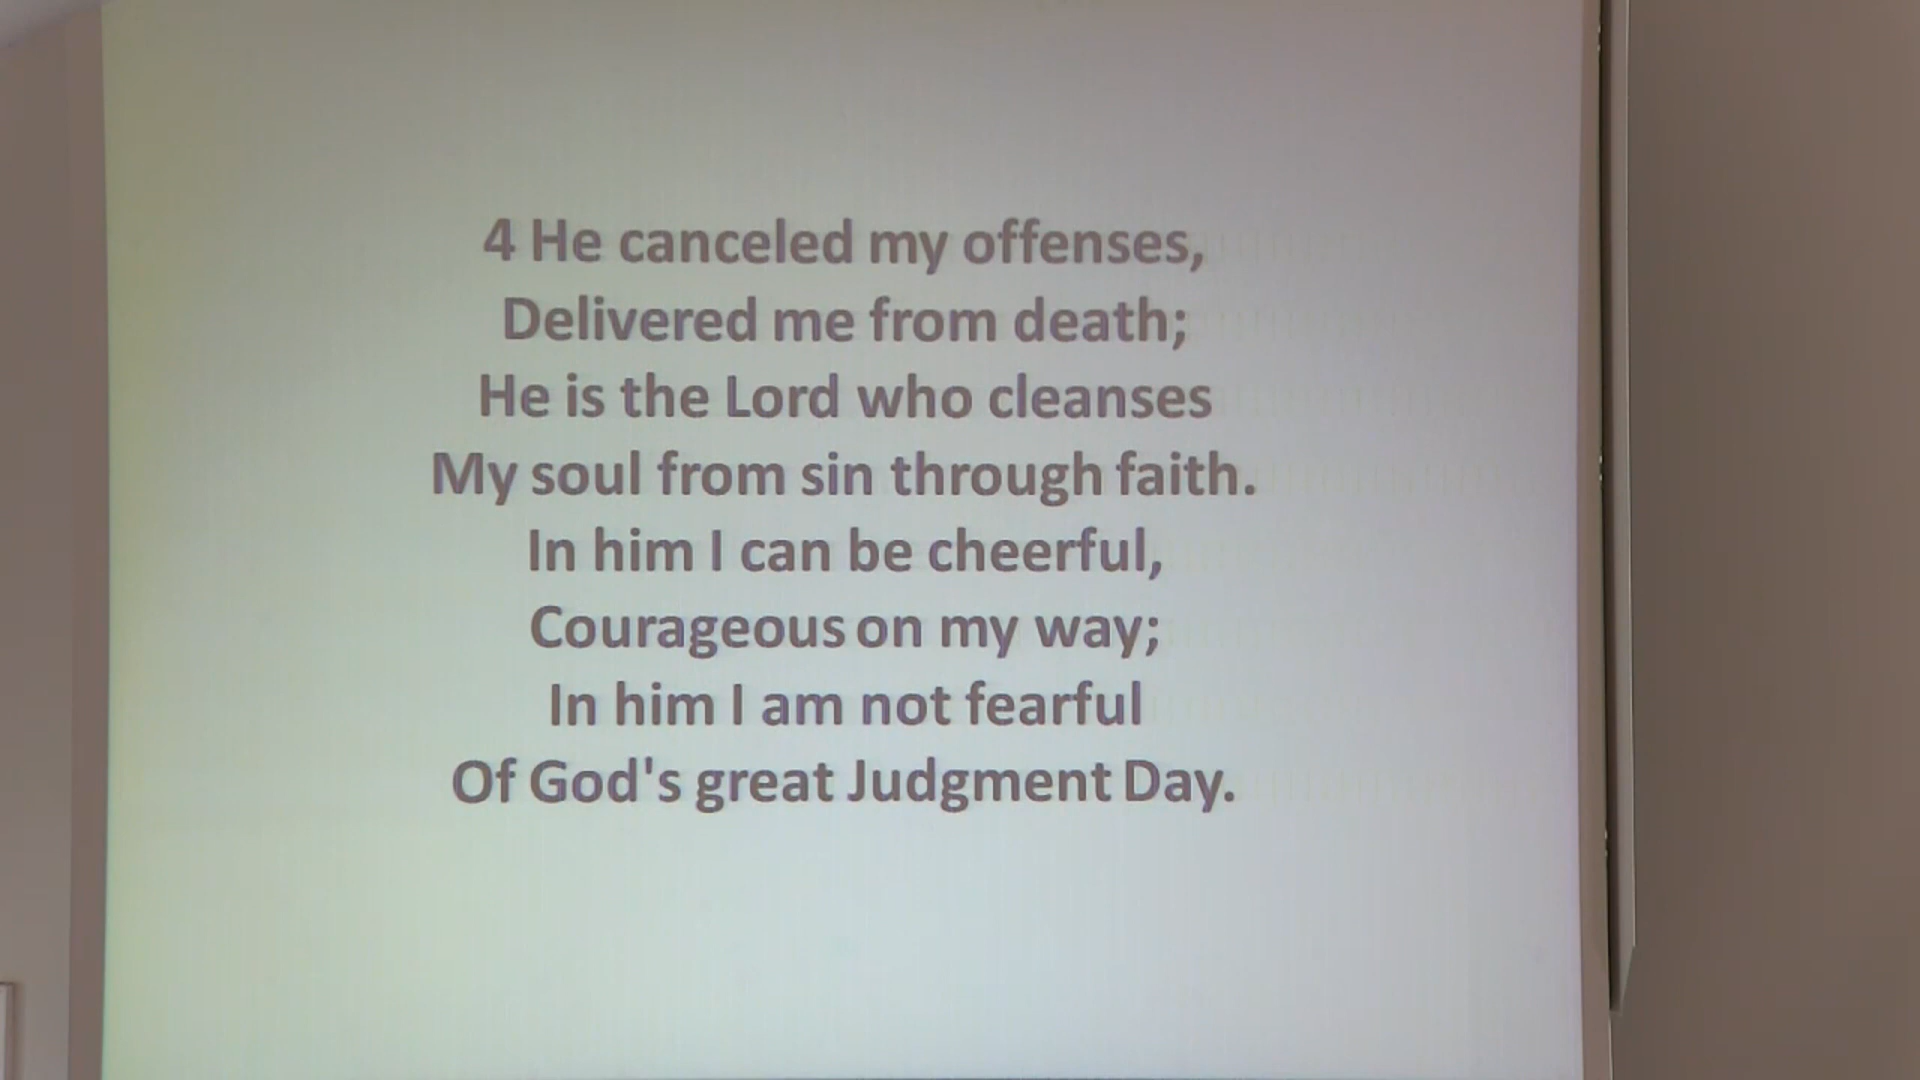 4 He canceled my offenses,
Delivered me from death;
He is the Lord who cleanses
My soul from sin through faith.
In him I can be cheerful,
Courageous on my way;
In him I am not fearful
Of God's great Judgment Day.